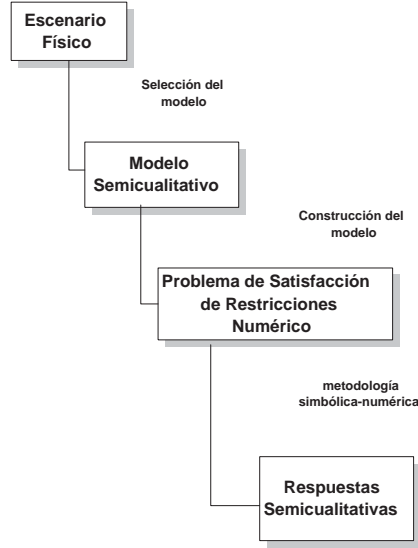 Escenario
Físico
Selección del
modelo
Modelo
Semicualitativo
Construcción del
modelo
Problema de Satisfacción
de Restricciones
Numérico
metodología
simbólica-numérica
Respuestas
Semicualitativas